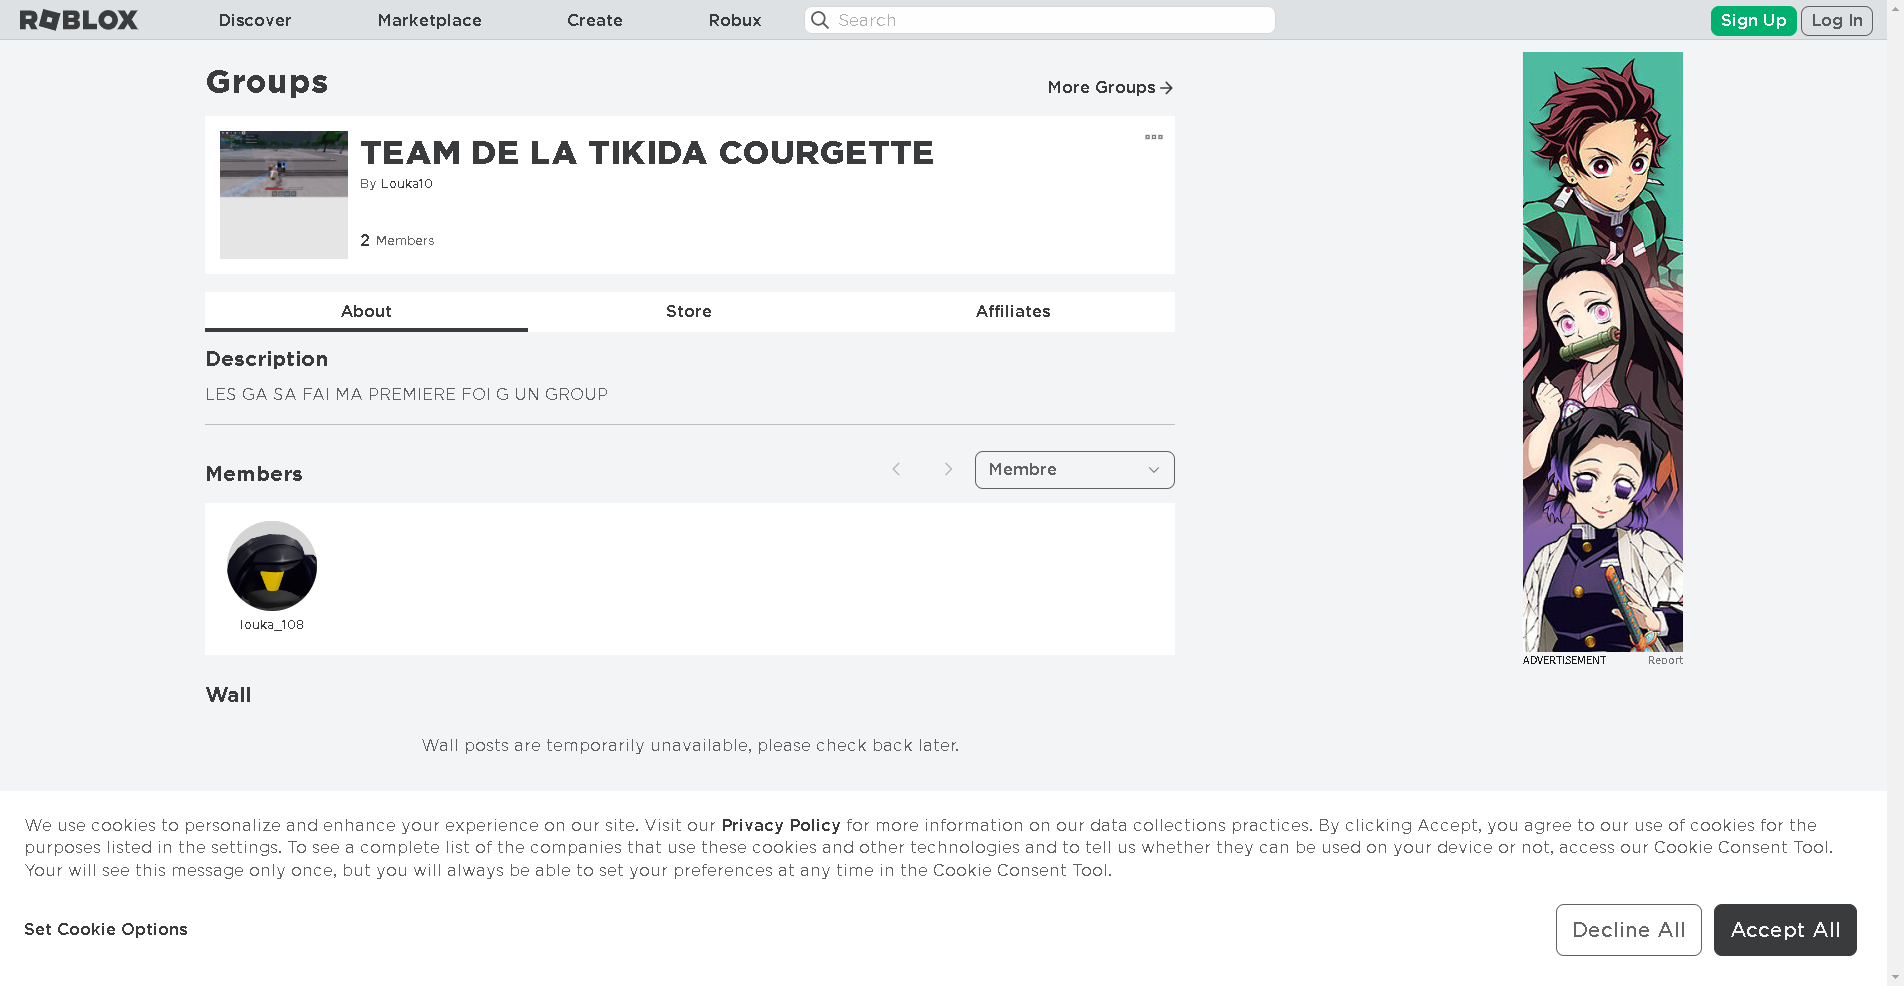 ROBLOX
Discover
Marketplace
Create
Robux
Search
Sign Up
Log In
Groups
More Groups
TEAM DE LA TIKIDA COURGETTE
By Louka10
2 Members
About
Store
Affiliates
Description
LES GA SA FAI MA PREMIERE FOI G UN GROUP
Members
Membre
louka_108
ADVERTISEMENT
Report
Wall
Wall posts are temporarily unavailable, please check back later.
We use cookies to personalize and enhance your experience on our site. Visit our Privacy Policy for more information on our data collections practices. By clicking Accept, you agree to our use of cookies for the
purposes listed in the settings. To see a complete list of the companies that use these cookies and other technologies and to tell us whether they can be used on your device or not, access our Cookie Consent Tool.
Your will see this message only once, but you will always be able to set your preferences at any time in the Cookie Consent Tool.
Set Cookie Options
Decline All
Accept All